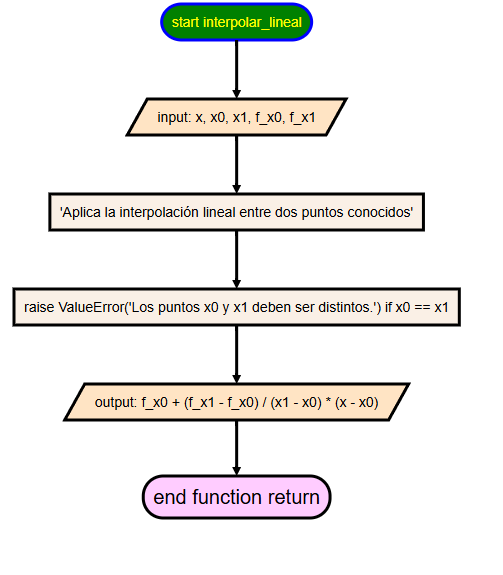 start interpolar_lineal
input: x, x0, x1, f_x0, f_x1
'Aplica la interpolación lineal entre dos puntos conocidos'
raise ValueError('Los puntos x0 y x1 deben ser distintos.') if x0 == x1
output: f_x0 + (f_x1 - f_x0) / (x1 - x0) * (x - x0)
end function return